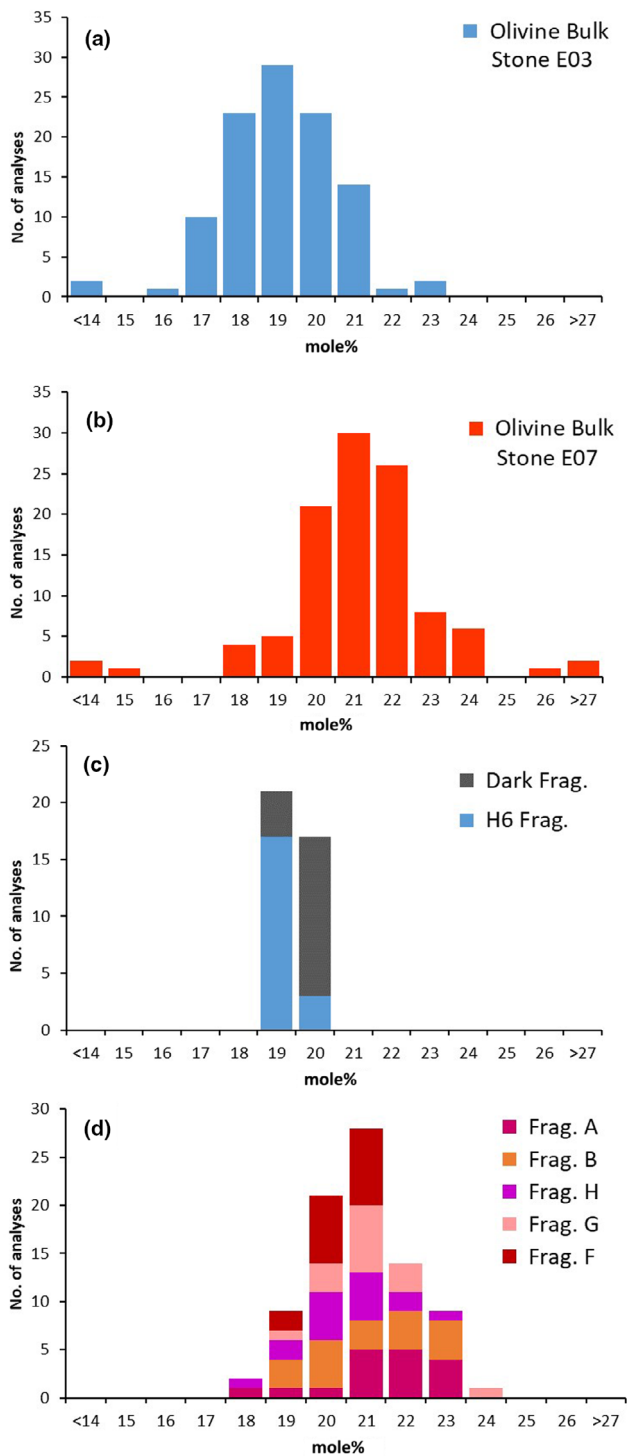 (a)
Olivine Bulk
Stone E03
No. of analyses
35
30
25
20
15
10
5
0
<14 15 16 17 18 19 20 21 22 23 24 25 26 >27
mole%
(b)
Olivine Bulk
Stone E07
No. of analyses
35
30
25
20
15
10
5
0
<14 15 16 17 18 19 20 21 22 23 24 25 26 >27
mole%
(c)
Dark Frag.
H6 Frag.
No. of analyses
25
20
15
10
5
0
<14 15 16 17 18 19 20 21 22 23 24 25 26 >27
mole%
(d)
Frag. A
Frag. B
Frag. H
Frag. G
Frag. F
No. of analyses
30
25
20
15
10
5
0
<14 15 16 17 18 19 20 21 22 23 24 25 26 >27
mole%